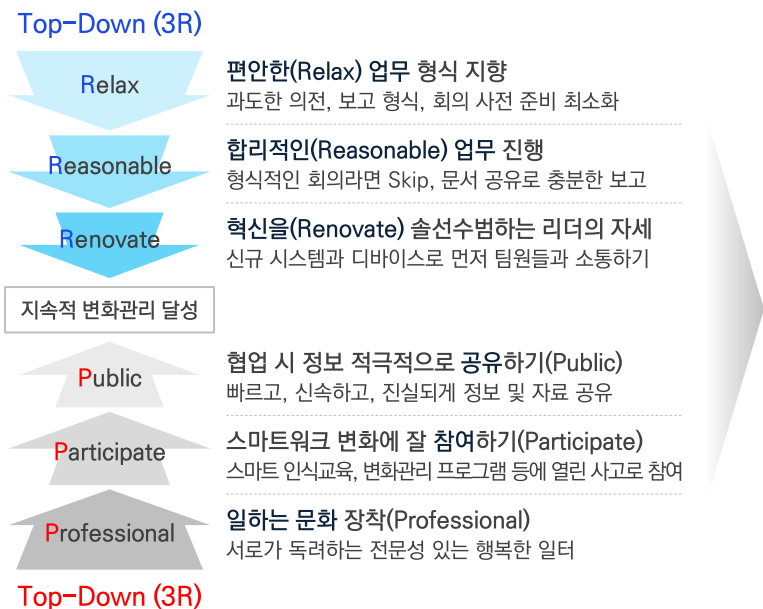 Top-Down (3R)
Relax
편안한(Relax) 업무 형식 지향
과도한 의전, 보고 형식, 회의 사전 준비 최소화
Reasonable
합리적인(Reasonable) 업무 진행
형식적인 회의라면 Skip, 문서 공유로 충분한 보고
Renovate
혁신을(Renovate) 솔선수범하는 리더의 자세
신규 시스템과 디바이스로 먼저 팀원들과 소통하기
지속적 변화관리 달성
Public
협업 시 정보 적극적으로 공유하기(Public)
빠르고, 신속하고, 진실되게 정보 및 자료 공유
Participate
스마트워크 변화에 잘 참여하기(Participate)
스마트 인식교육, 변화관리 프로그램 등에 열린 사고로 참여
Professional
일하는 문화 장착(Professional)
서로가 독려하는 전문성 있는 행복한 일터
Top-Down (3R)